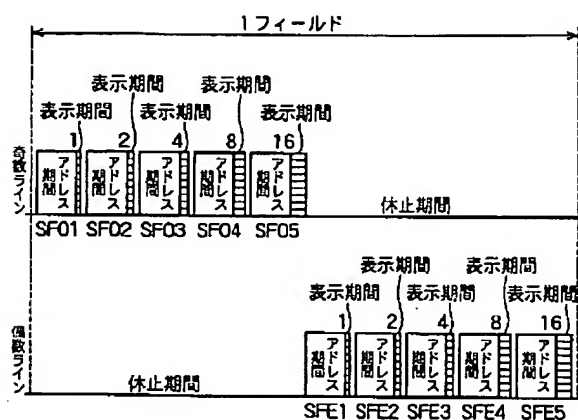 1フィールド
表示期間 表示期間
表示期間 表示期間 表示期間
1 2 4 8 16
奇数ライン
アドレス期間 アドレス期間 アドレス期間 アドレス期間 アドレス期間
休止期間
SFO1 SFO2 SFO3 SFO4 SFO5
表示期間 表示期間
表示期間 表示期間 表示期間
1 2 4 8 16
偶数ライン
アドレス期間 アドレス期間 アドレス期間 アドレス期間 アドレス期間
休止期間
SFE1 SFE2 SFE3 SFE4 SFE5